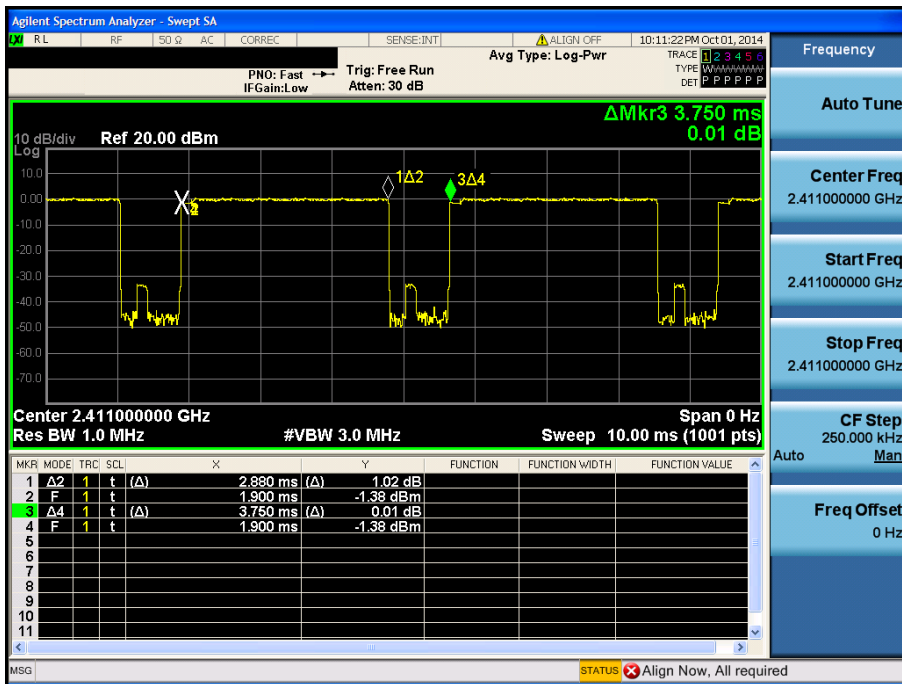 Agilent Spectrum Analyzer - Swept SA
LXI RL RF 50 Ω AC CORREC SENSE:INT ALIGN OFF 10:11:22 PM Oct 01, 2014
Avg Type: Log-Pwr TRACE 1 2 3 4 5 6
PNO: Fast Trig: Free Run TYPE WWWWWW
IFGain:Low Atten: 30 dB DET P P P P P P
ΔMkr3 3.750 ms
0.01 dB
10 dB/div Ref 20.00 dBm
Log
10.0
0.00
-10.0
-20.0
-30.0
-40.0
-50.0
-60.0
-70.0
1Δ2
3Δ4
Center 2.411000000 GHz Span 0 Hz
Res BW 1.0 MHz #VBW 3.0 MHz Sweep 10.00 ms (1001 pts)
MKR MODE TRC SCL X Y FUNCTION FUNCTION WIDTH FUNCTION VALUE
1 Δ2 1 t (Δ) 2.880 ms (Δ) 1.02 dB
2 F 1 t 1.900 ms -1.38 dBm
3 Δ4 1 t (Δ) 3.750 ms (Δ) 0.01 dB
4 F 1 t 1.900 ms -1.38 dBm
5
6
7
8
9
10
11
MSG STATUS Align Now, All required
Frequency
Auto Tune
Center Freq
2.411000000 GHz
Start Freq
2.411000000 GHz
Stop Freq
2.411000000 GHz
CF Step
250.000 kHz
Auto Man
Freq Offset
0 Hz